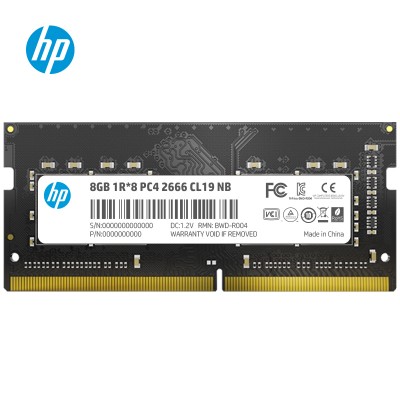 hp
hp
8GB 1R*8 PC4 2666 CL19 NB
S/N:0000000000000
DC:1.2V
RMN: BWD-R004
P/N:0000000000
WARRANTY VOID IF REMOVED
FC
CE
VCI
Made in China